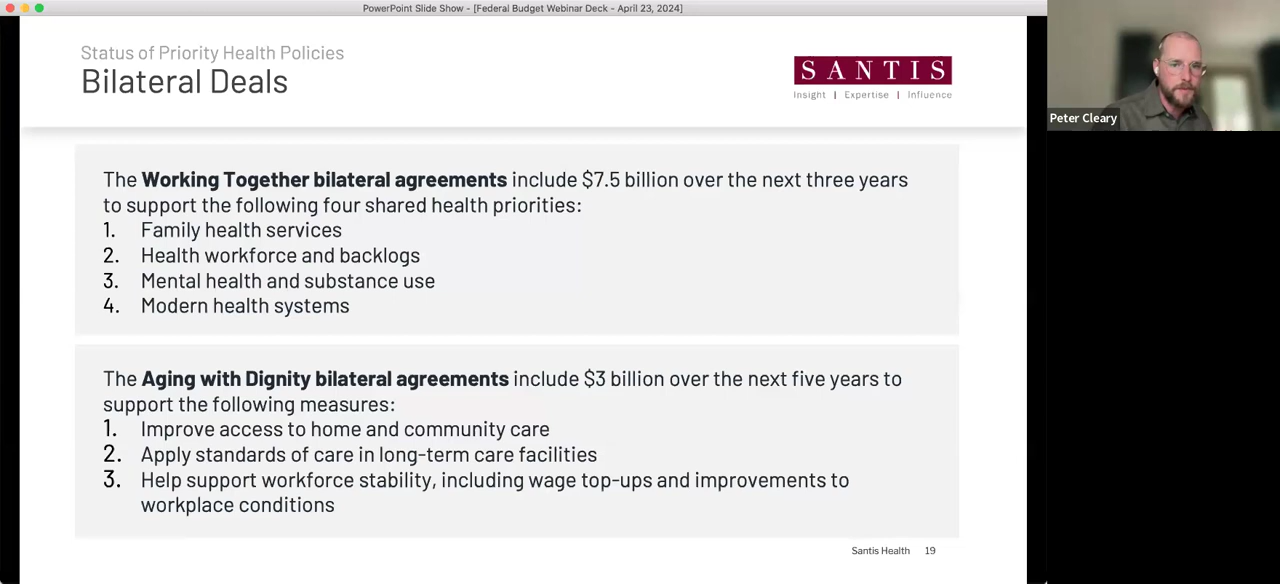 PowerPoint Slide Show - [Federal Budget Webinar Deck - April 23, 2024]
Status of Priority Health Policies
Bilateral Deals
SANTIS
Insight | Expertise | Influence
Peter Cleary
The Working Together bilateral agreements include $7.5 billion over the next three years
to support the following four shared health priorities:
1. Family health services
2. Health workforce and backlogs
3. Mental health and substance use
4. Modern health systems
The Aging with Dignity bilateral agreements include $3 billion over the next five years to
support the following measures:
1. Improve access to home and community care
2. Apply standards of care in long-term care facilities
3. Help support workforce stability, including wage top-ups and improvements to
workplace conditions
Santis Health 19